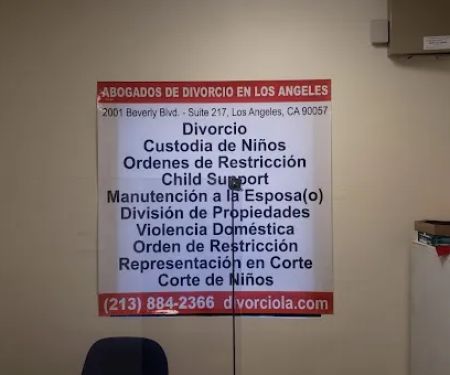 ABOGADOS DE DIVORCIO EN LOS ANGELES
2001 Beverly Blvd. - Suite 217, Los Angeles, CA 90057
Divorcio
Custodia de Niños
Ordenes de Restricción
Child Support
Manutención a la Esposa(o)
División de Propiedades
Violencia Doméstica
Orden de Restricción
Representación en Corte
Corte de Niños
(213) 884-2366 divorciola.com